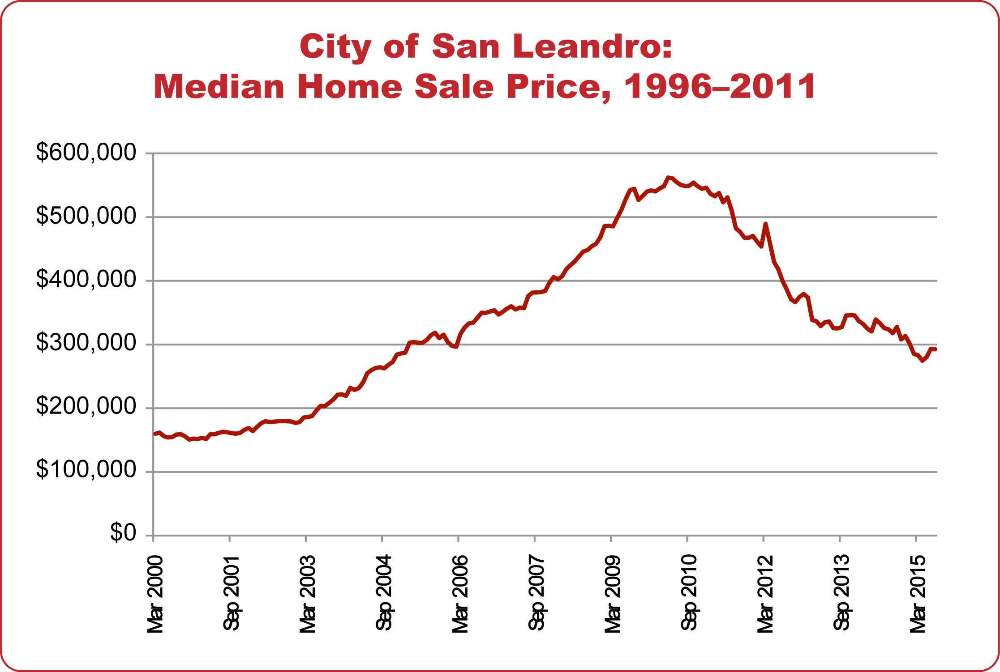 City of San Leandro:
Median Home Sale Price, 1996–2011
$600,000
$500,000
$400,000
$300,000
$200,000
$100,000
$0
Mar 2000
Sep 2001
Mar 2003
Sep 2004
Mar 2006
Sep 2007
Mar 2009
Sep 2010
Mar 2012
Sep 2013
Mar 2015